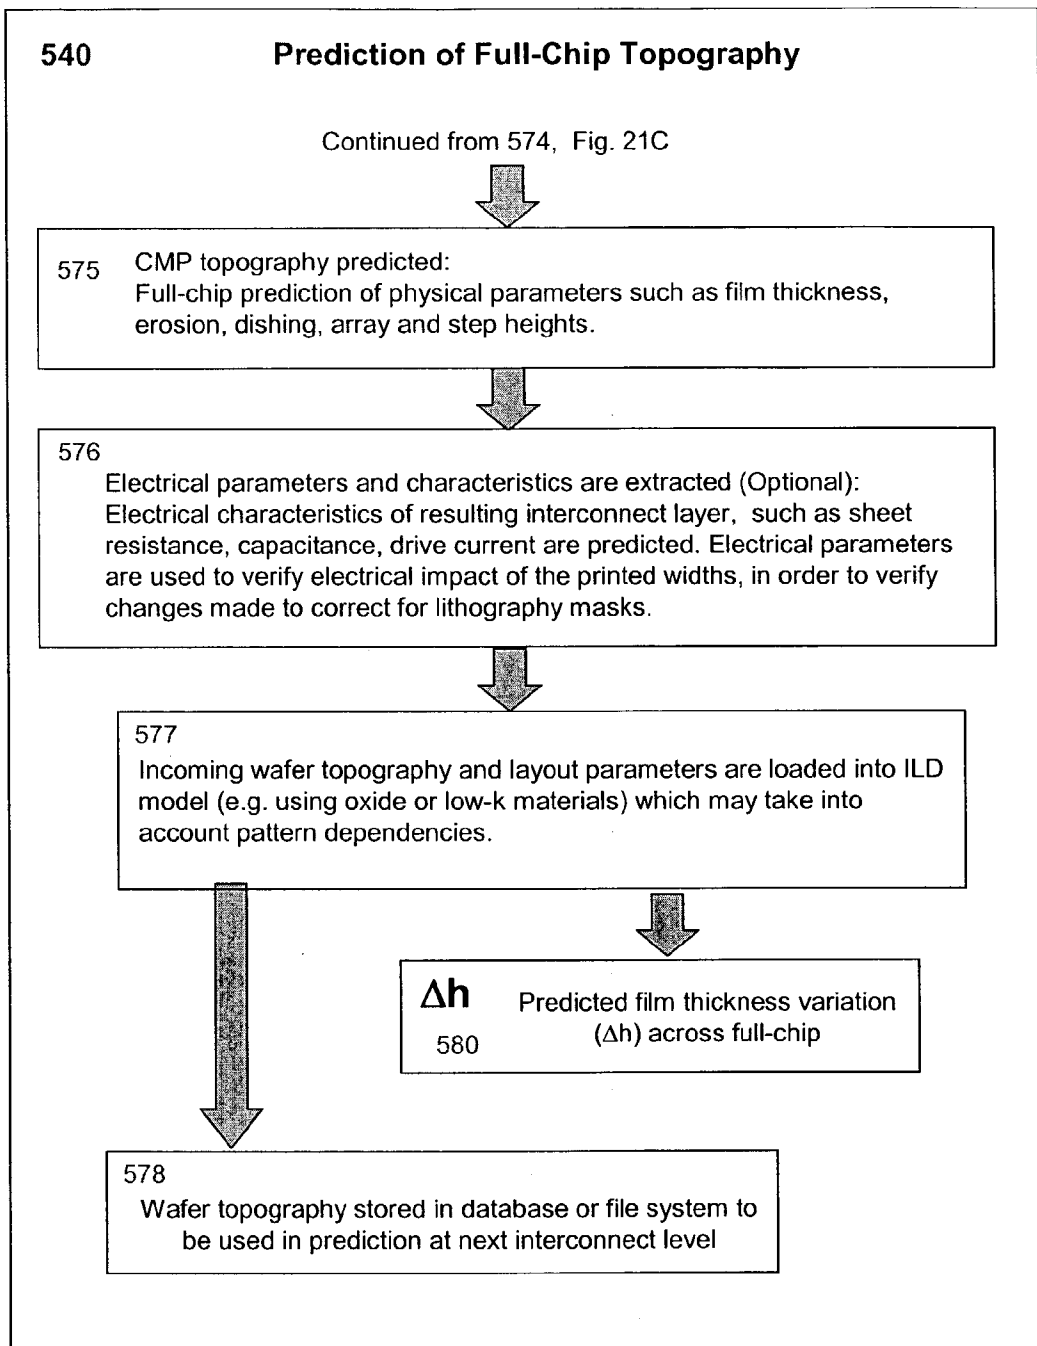 540 Prediction of Full-Chip Topography
Continued from 574, Fig. 21C
575 CMP topography predicted:
Full-chip prediction of physical parameters such as film thickness,
erosion, dishing, array and step heights.
576
Electrical parameters and characteristics are extracted (Optional):
Electrical characteristics of resulting interconnect layer, such as sheet
resistance, capacitance, drive current are predicted. Electrical parameters
are used to verify electrical impact of the printed widths, in order to verify
changes made to correct for lithography masks.
577
Incoming wafer topography and layout parameters are loaded into ILD
model (e.g. using oxide or low-k materials) which may take into
account pattern dependencies.
Δh Predicted film thickness variation
580 (Δh) across full-chip
578
Wafer topography stored in database or file system to
be used in prediction at next interconnect level